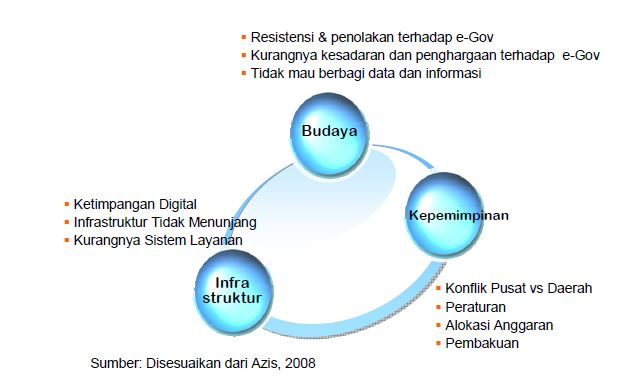 Resistensi & penolakan terhadap e-Gov
Kurangnya kesadaran dan penghargaan terhadap e-Gov
Tidak mau berbagi data dan informasi
Budaya
Ketimpangan Digital
Infrastruktur Tidak Menunjang
Kurangnya Sistem Layanan
Kepemimpinan
Infra
struktur
Konflik Pusat vs Daerah
Peraturan
Alokasi Anggaran
Pembakuan
Sumber: Disesuaikan dari Azis, 2008